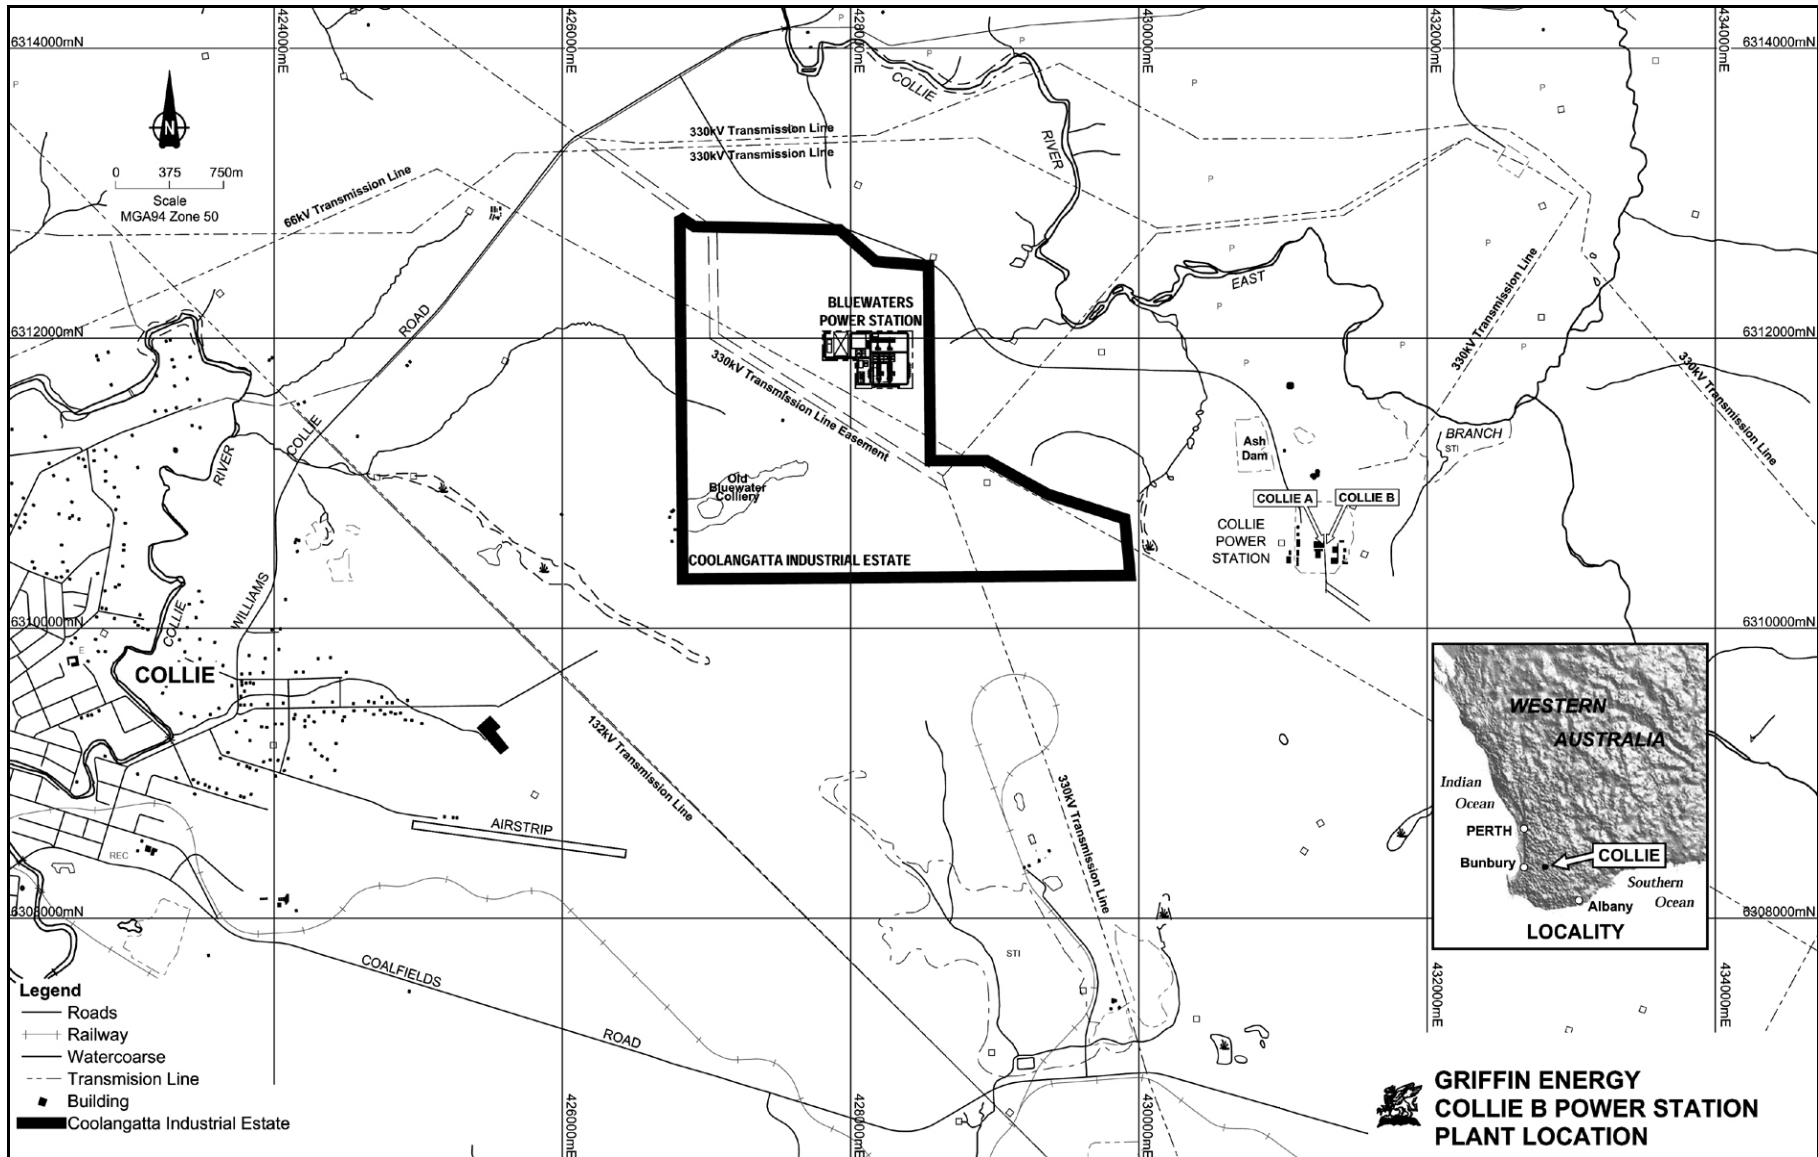 424000mE
426000mE
428000mE
430000mE
432000mE
434000mE
6314000mN
6314000mN
P
P
P
P
P
P
COLLIE
RIVER
N
0 375 750m
Scale
MGA94 Zone 50
330kV Transmission Line
330kV Transmission Line
66kV Transmission Line
P
P
P
P
EAST
330kV Transmission Line
BLUEWATERS
POWER STATION
ROAD
6312000mN
6312000mN
P
P
P
330kV Transmission Line
330kV Transmission Line Easement
COLLIE
RIVER
BRANCH
STI
Ash
Dam
Old
Bluewater
Colliery
COLLIE A
COLLIE B
COLLIE
POWER
STATION
COOLANGATTA INDUSTRIAL ESTATE
WILLIAMS
COLLIE
6310000mN
6310000mN
E
COLLIE
132kV Transmission Line
330kV Transmission Line
AIRSTRIP
REC
WESTERN
AUSTRALIA
Indian
Ocean
PERTH
Bunbury
COLLIE
Southern
Ocean
Albany
LOCALITY
6308000mN
6308000mN
STI
COALFIELDS
ROAD
Legend
Roads
Railway
Watercoarse
Transmision Line
Building
Coolangatta Industrial Estate
426000mE
428000mE
430000mE
432000mE
434000mE
GRIFFIN ENERGY
COLLIE B POWER STATION
PLANT LOCATION